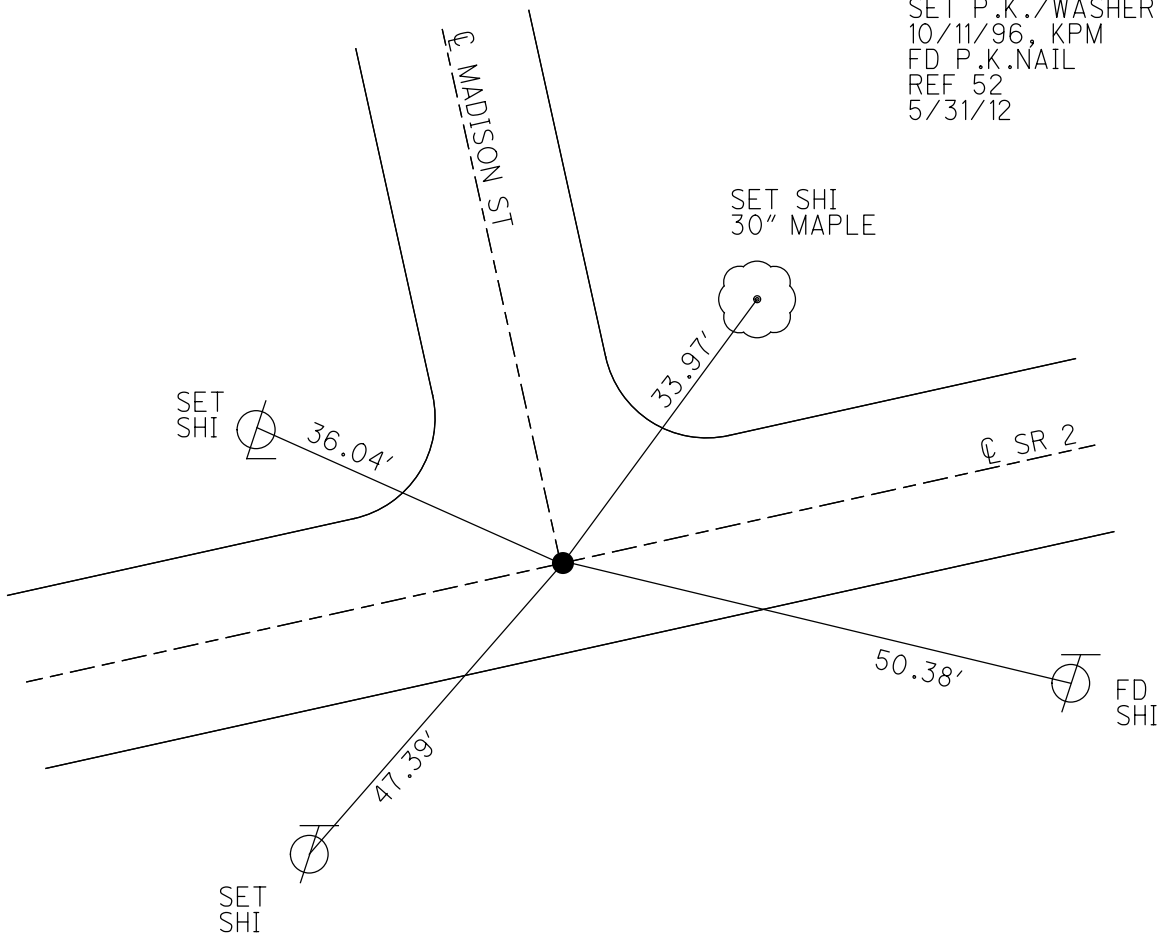 SET P.K./WASHER
10/11/96, KPM
FD P.K.NAIL
REF 52
5/31/12
℄ MADISON ST
SET SHI
30" MAPLE
33.97'
SET
SHI
36.04'
℄ SR 2
50.38'
FD
SHI
47.39'
SET
SHI